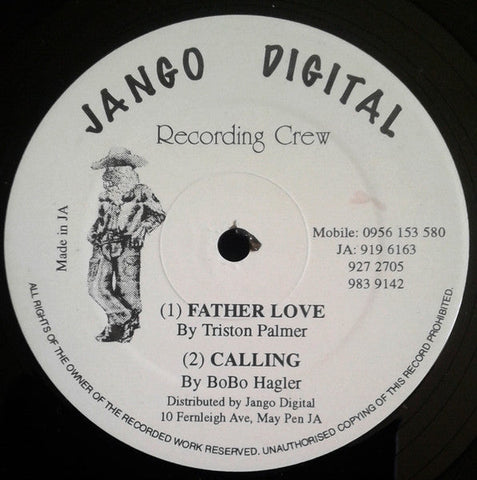 JANGO DIGITAL
Recording Crew
Made in JA
Mobile: 0956 153 580
JA: 919 6163
927 2705
983 9142
(1) FATHER LOVE
By Triston Palmer
(2) CALLING
By BoBo Hagler
Distributed by Jango Digital
10 Fernleigh Ave, May Pen JA
ALL RIGHTS OF THE OWNER OF THE RECORDED WORK RESERVED. UNAUTHORISED COPYING OF THIS RECORD PROHIBITED.